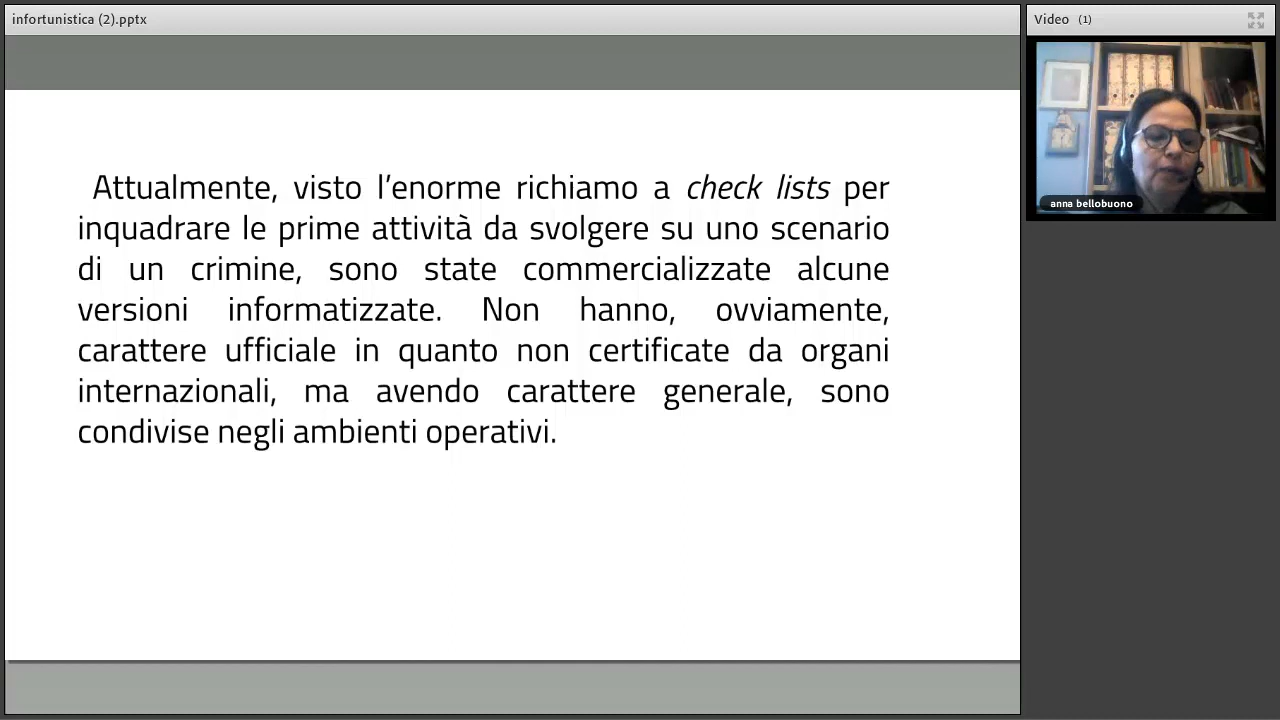 infortunistica (2).pptx
Video (1)
anna bellobuono
Attualmente, visto l’enorme richiamo a check lists per
inquadrare le prime attività da svolgere su uno scenario
di un crimine, sono state commercializzate alcune
versioni informatizzate. Non hanno, ovviamente,
carattere ufficiale in quanto non certificate da organi
internazionali, ma avendo carattere generale, sono
condivise negli ambienti operativi.